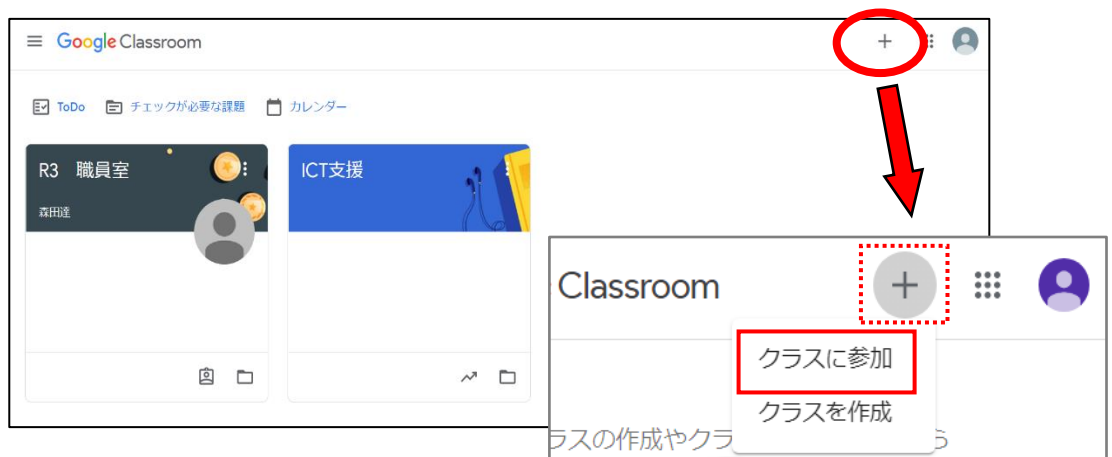 Google Classroom
ToDo チェックが必要な課題 カレンダー
R3 職員室
森田達
ICT支援
Classroom
クラスに参加
クラスを作成
ラスの作成やクラ
ら